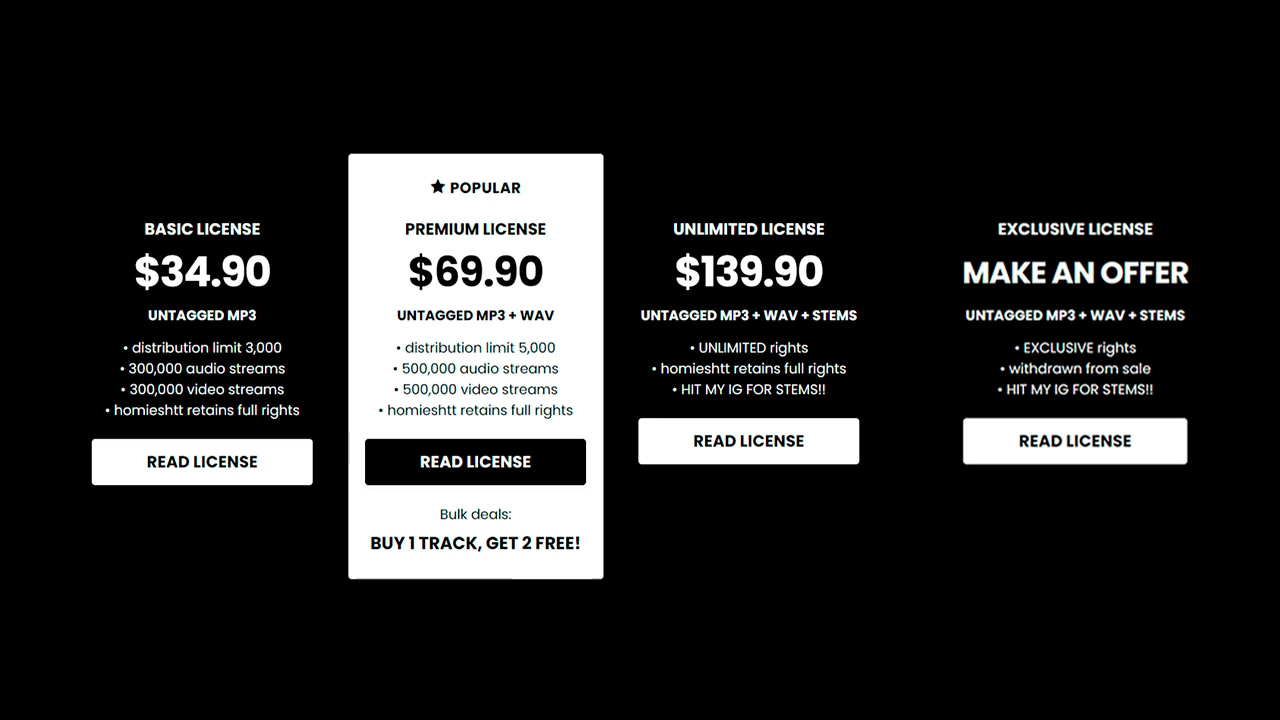 BASIC LICENSE
$34.90
UNTAGGED MP3
• distribution limit 3,000
• 300,000 audio streams
• 300,000 video streams
• homieshtt retains full rights
READ LICENSE
★ POPULAR
PREMIUM LICENSE
$69.90
UNTAGGED MP3 + WAV
• distribution limit 5,000
• 500,000 audio streams
• 500,000 video streams
• homieshtt retains full rights
READ LICENSE
Bulk deals:
BUY 1 TRACK, GET 2 FREE!
UNLIMITED LICENSE
$139.90
UNTAGGED MP3 + WAV + STEMS
• UNLIMITED rights
• homieshtt retains full rights
• HIT MY IG FOR STEMS!!
READ LICENSE
EXCLUSIVE LICENSE
MAKE AN OFFER
UNTAGGED MP3 + WAV + STEMS
• EXCLUSIVE rights
• withdrawn from sale
• HIT MY IG FOR STEMS!!
READ LICENSE